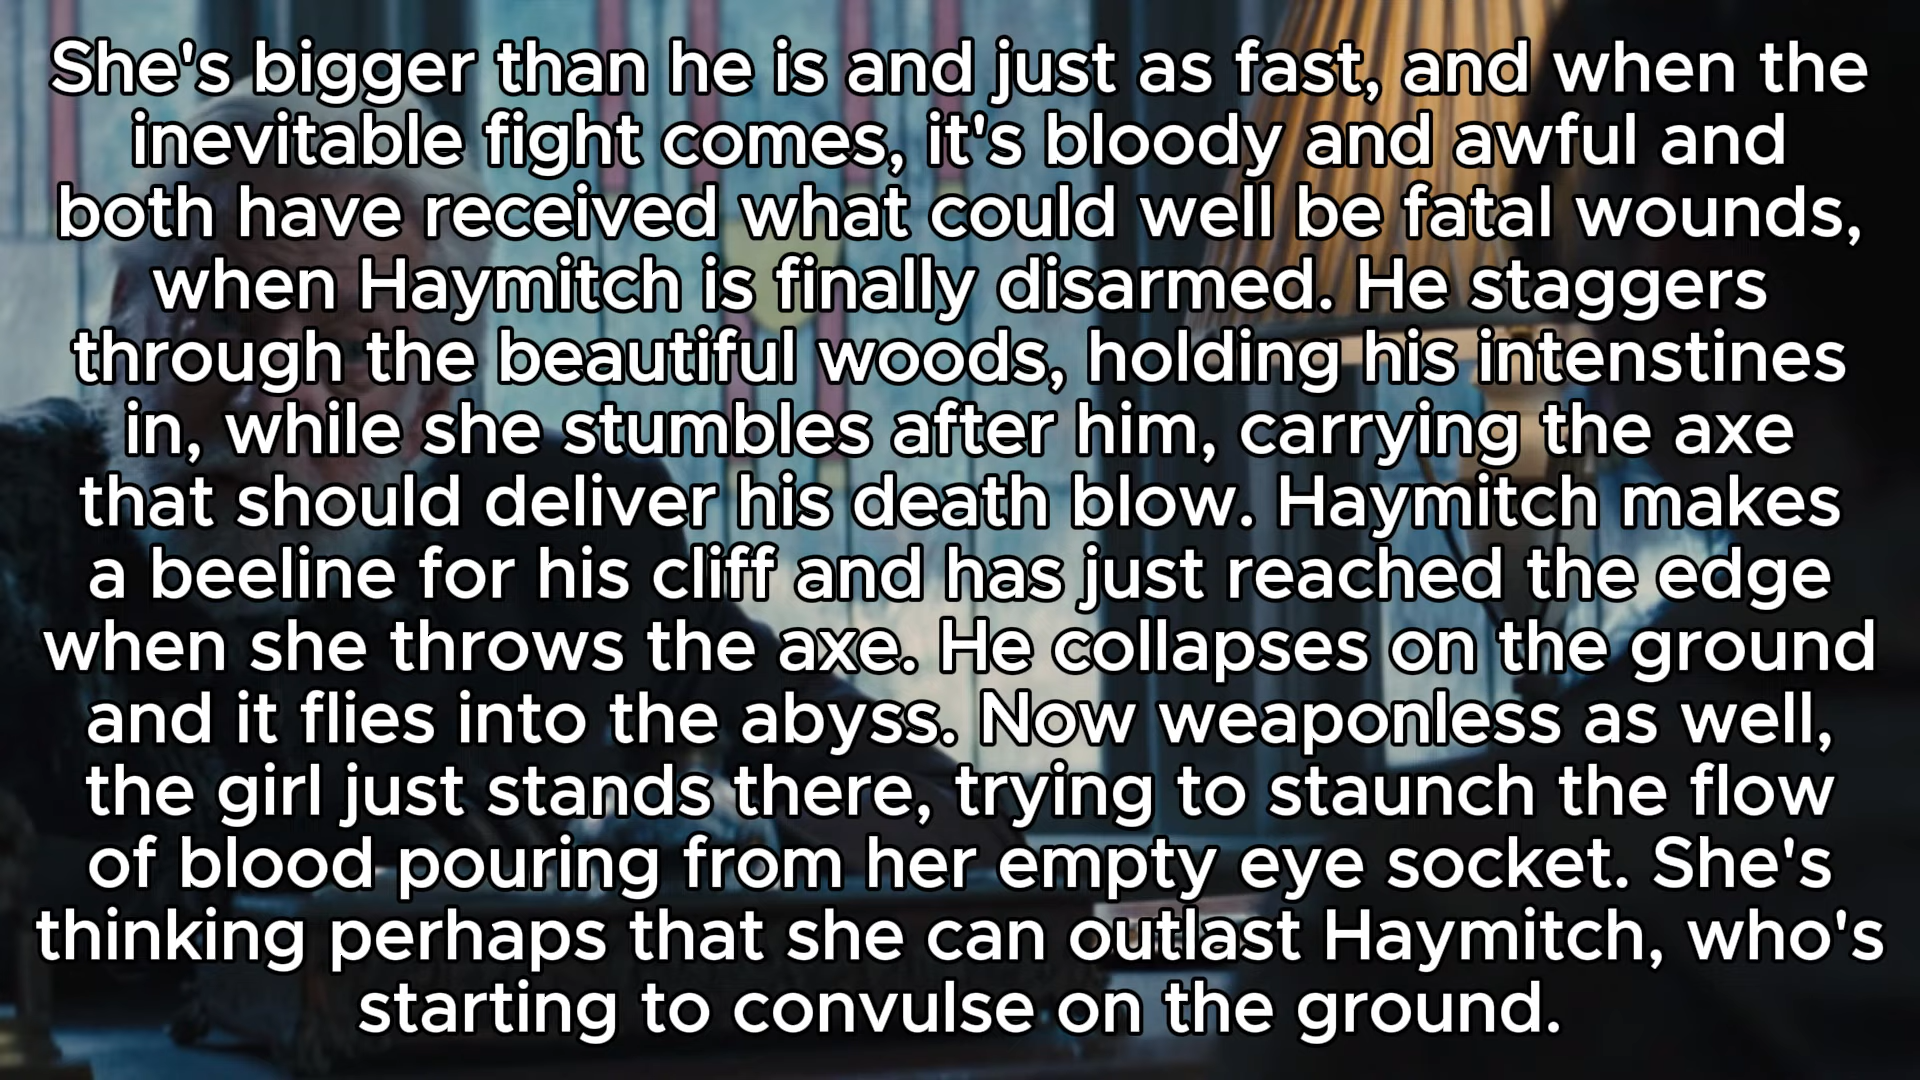 She's bigger than he is and just as fast, and when the
inevitable fight comes, it's bloody and awful and
both have received what could well be fatal wounds,
when Haymitch is finally disarmed. He staggers
through the beautiful woods, holding his intenstines
in, while she stumbles after him, carrying the axe
that should deliver his death blow. Haymitch makes
a beeline for his cliff and has just reached the edge
when she throws the axe. He collapses on the ground
and it flies into the abyss. Now weaponless as well,
the girl just stands there, trying to staunch the flow
of blood pouring from her empty eye socket. She's
thinking perhaps that she can outlast Haymitch, who's
starting to convulse on the ground.